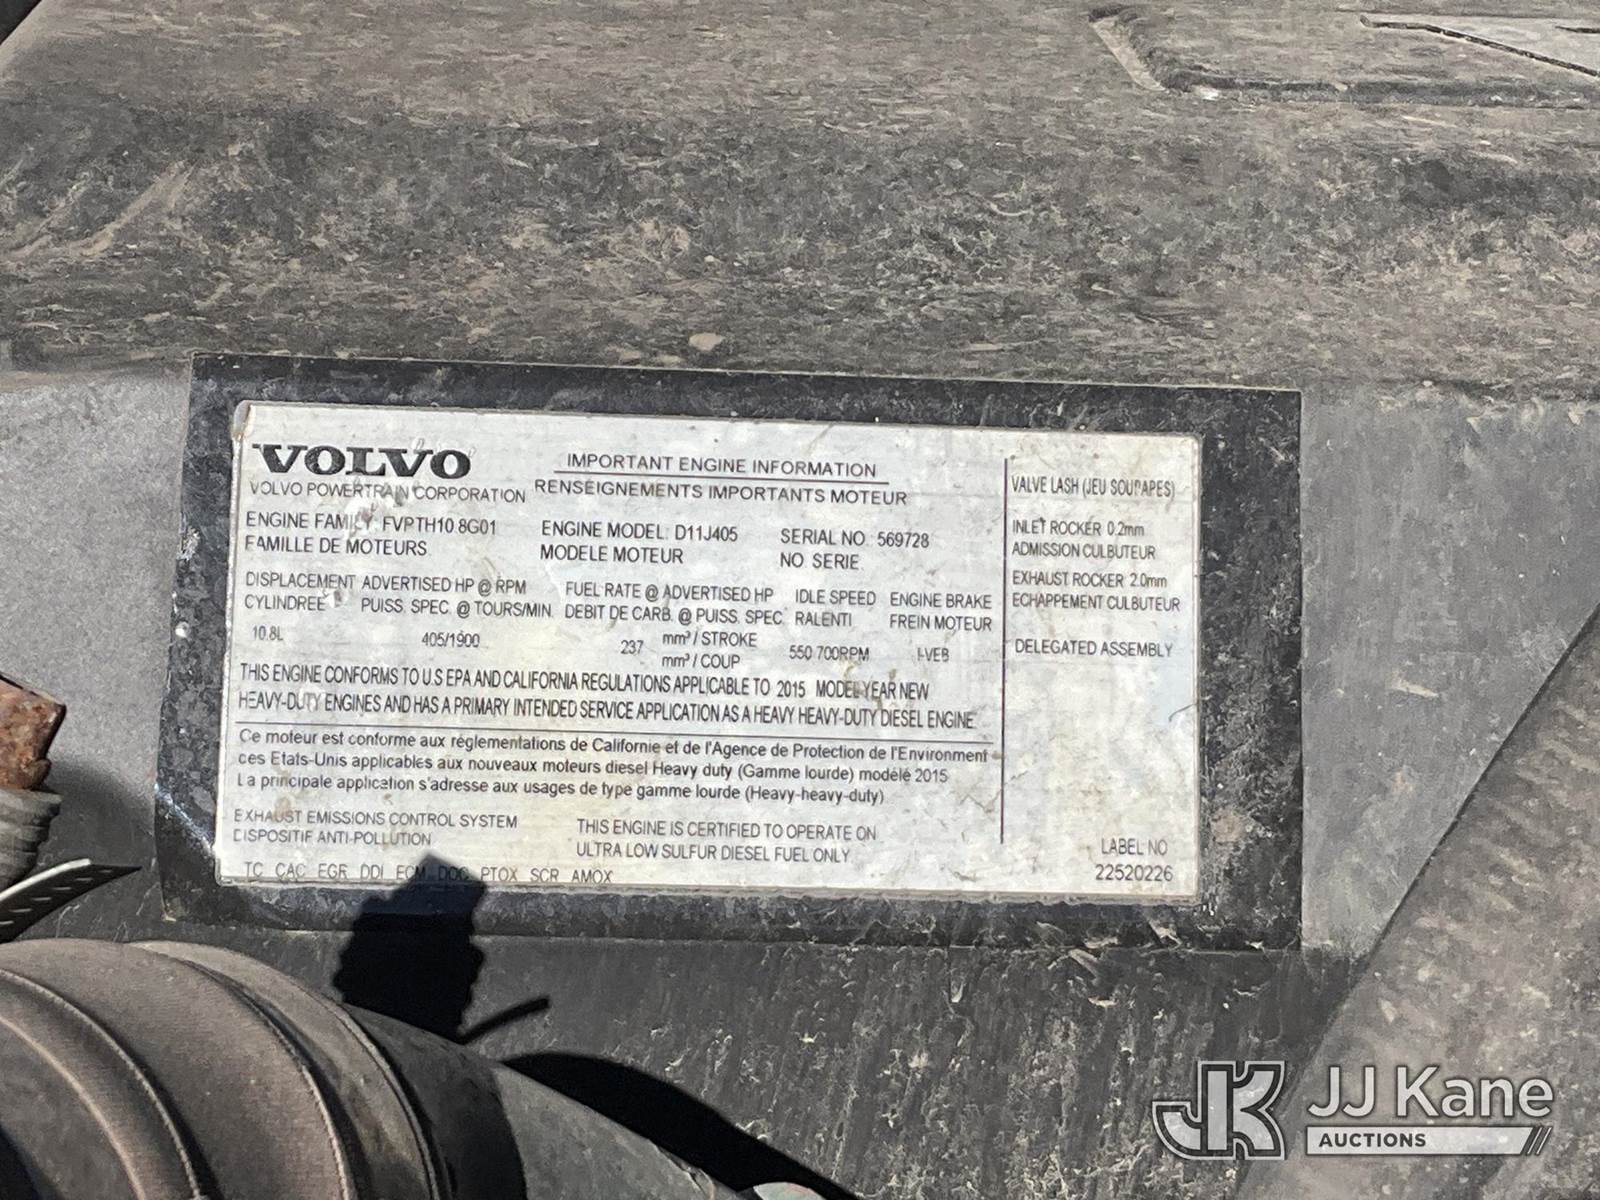 VOLVO
VOLVO POWERTRAIN CORPORATION
IMPORTANT ENGINE INFORMATION
RENSEIGNEMENTS IMPORTANTS MOTEUR
ENGINE FAMILY: FVPTH10.8G01
FAMILLE DE MOTEURS
ENGINE MODEL: D11J405
MODELE MOTEUR
SERIAL NO. 569728
NO. SERIE.
DISPLACEMENT
CYLINDREE
10.8L
ADVERTISED HP @ RPM
PUISS. SPEC. @ TOURS/MIN.
405/1900
FUEL RATE @ ADVERTISED HP
DEBIT DE CARB. @ PUISS. SPEC.
237 mm³ / STROKE
mm³ / COUP
IDLE SPEED
RALENTI
550 700RPM
ENGINE BRAKE
FREIN MOTEUR
I-VEB
THIS ENGINE CONFORMS TO U.S EPA AND CALIFORNIA REGULATIONS APPLICABLE TO 2015 MODEL YEAR NEW
HEAVY-DUTY ENGINES AND HAS A PRIMARY INTENDED SERVICE APPLICATION AS A HEAVY HEAVY-DUTY DIESEL ENGINE.
Ce moteur est conforme aux réglementations de Californie et de l'Agence de Protection de l'Environment
ces Etats-Unis applicables aux nouveaux moteurs diesel Heavy duty (Gamme lourde) modélé 2015
La principale application s'adresse aux usages de type gamme lourde (Heavy-heavy-duty)
EXHAUST EMISSIONS CONTROL SYSTEM
DISPOSITIF ANTI-POLLUTION
TC CAC EGR DDI ECM DOC PTOX SCR AMOX
THIS ENGINE IS CERTIFIED TO OPERATE ON
ULTRA LOW SULFUR DIESEL FUEL ONLY
VALVE LASH (JEU SOUPAPES)
INLET ROCKER 0.2mm
ADMISSION CULBUTEUR
EXHAUST ROCKER 2.0mm
ECHAPPEMENT CULBUTEUR
DELEGATED ASSEMBLY
LABEL NO
22520226
JK JJ Kane
AUCTIONS